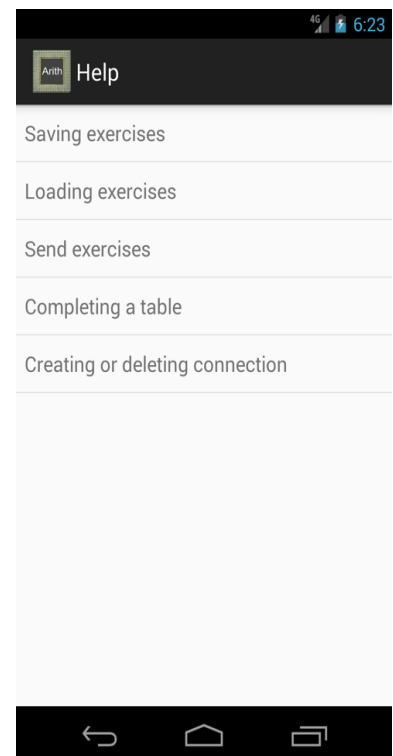 4G 6:23
Arith Help
Saving exercises
Loading exercises
Send exercises
Completing a table
Creating or deleting connection